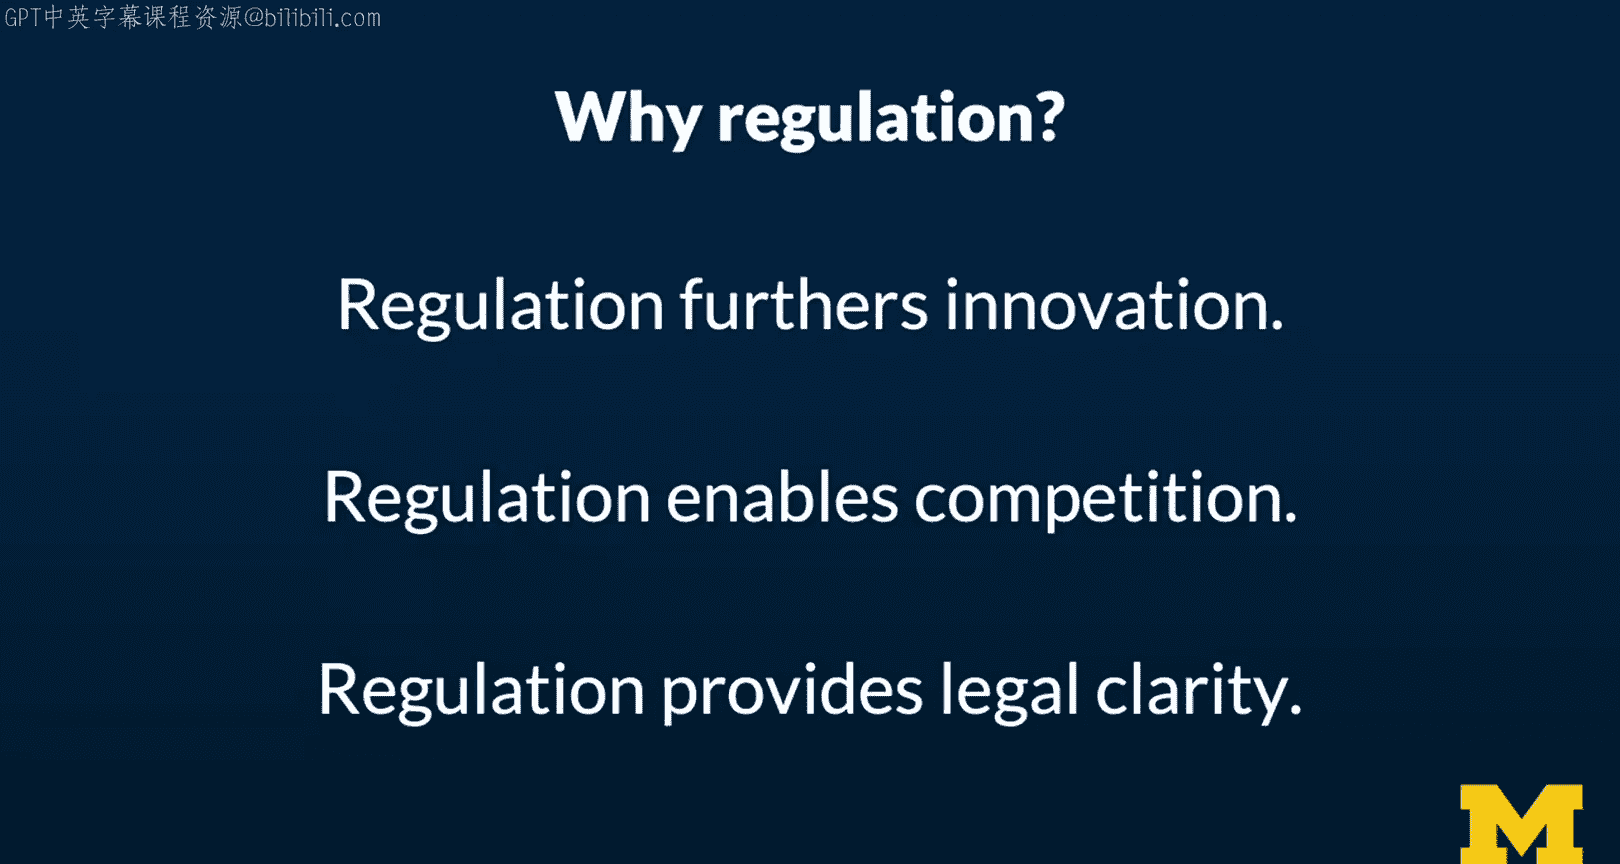 GPT中英字幕课程资源@bilibili.com
Why regulation?
Regulation furthers innovation.
Regulation enables competition.
Regulation provides legal clarity.
M